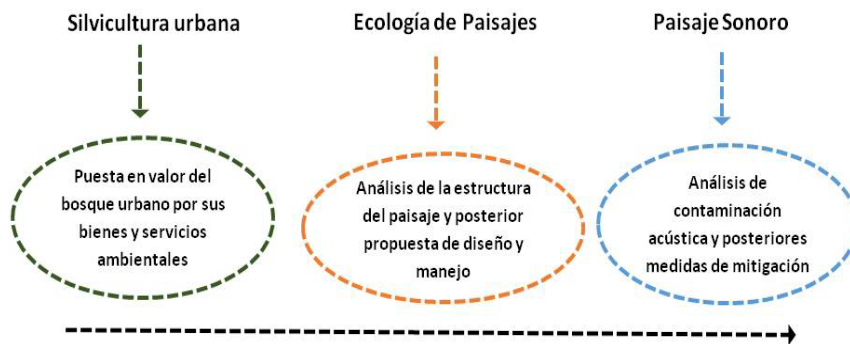 Silvicultura urbana
Ecología de Paisajes
Paisaje Sonoro
Puesta en valor del
bosque urbano por sus
bienes y servicios
ambientales
Análisis de la estructura
del paisaje y posterior
propuesta de diseño y
manejo
Análisis de
contaminación
acústica y posteriores
medidas de mitigación